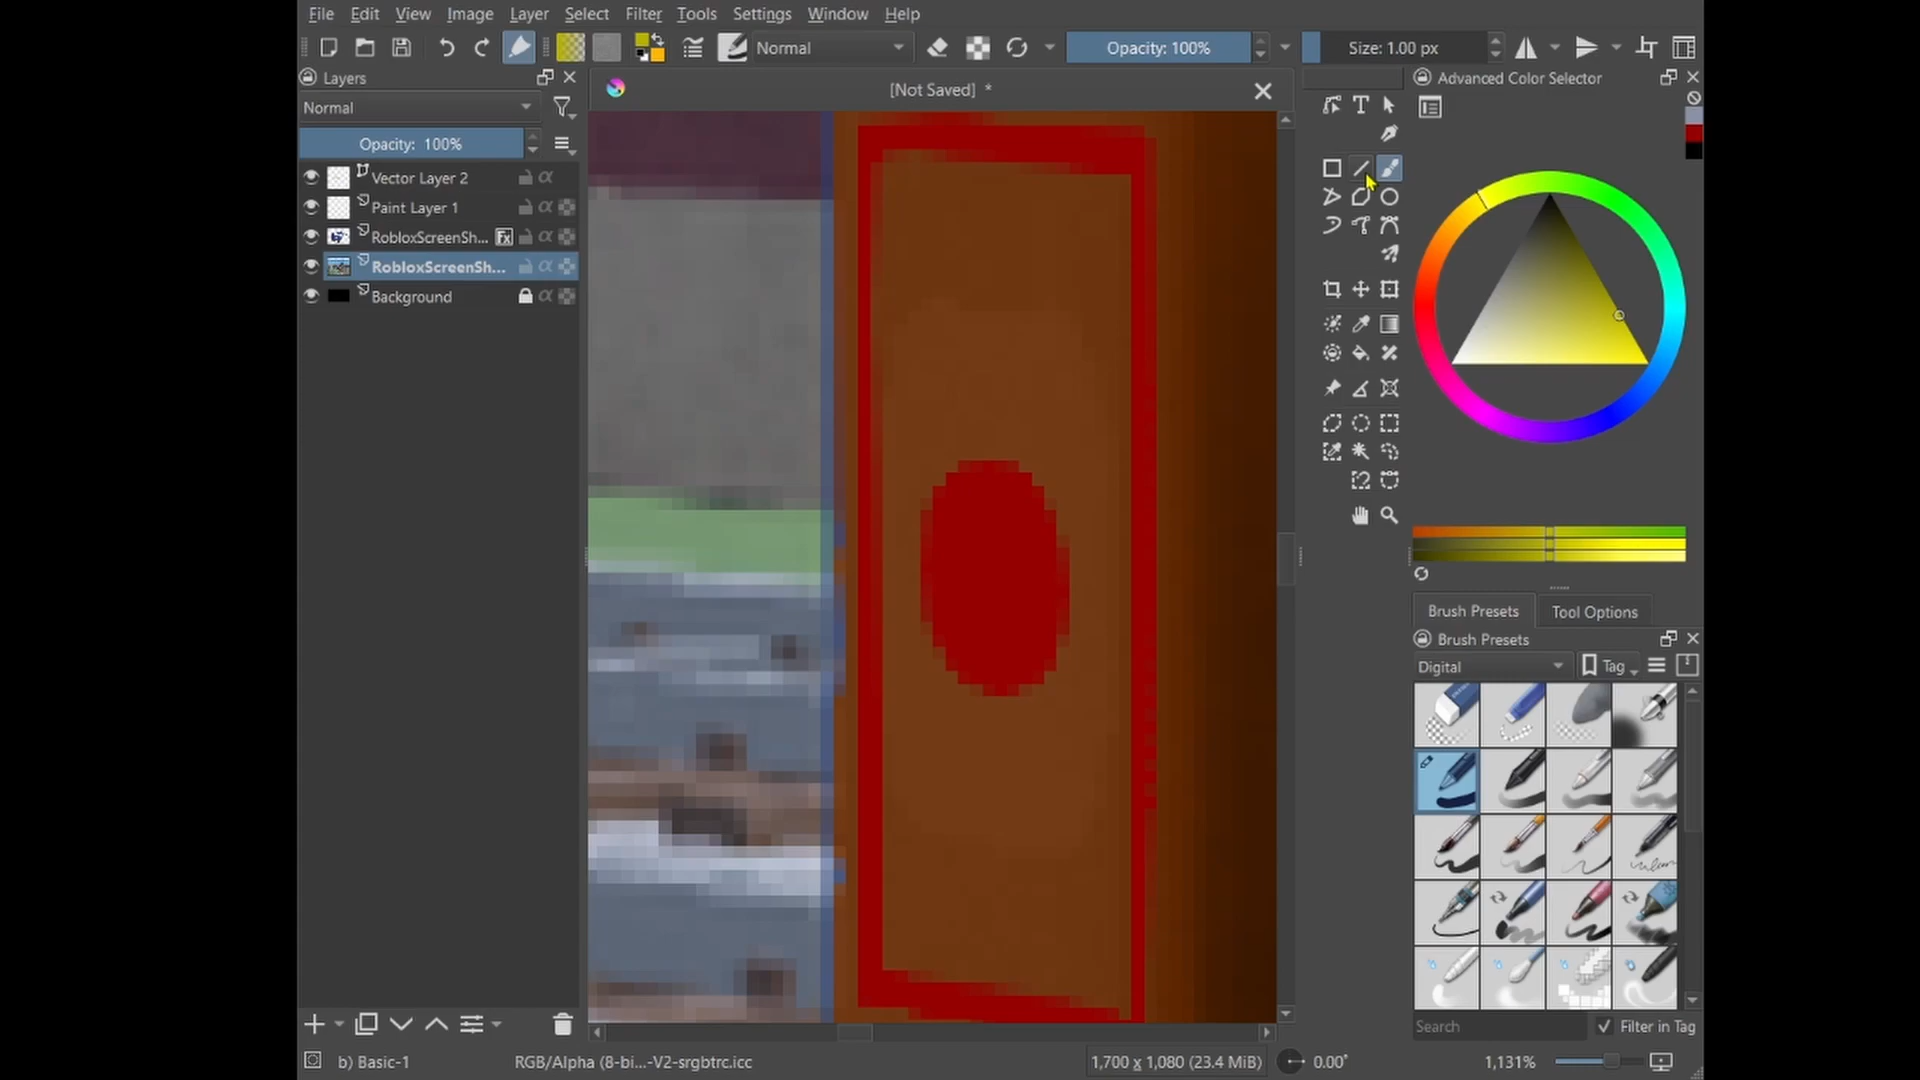 File Edit View Image Layer Select Filter Tools Settings Window Help
Normal
Opacity: 100%
Size: 1.00 px
Layers
[Not Saved] *
Advanced Color Selector
Normal
Opacity: 100%
Vector Layer 2
Paint Layer 1
RobloxScreenSh... Fx
RobloxScreenSh...
Background
Brush Presets
Tool Options
Brush Presets
Digital
Tag
Search
Filter in Tag
b) Basic-1
RGB/Alpha (8-bi...-V2-srgbtrc.icc
1,700 x 1,080 (23.4 MiB)
0.00°
1,131%